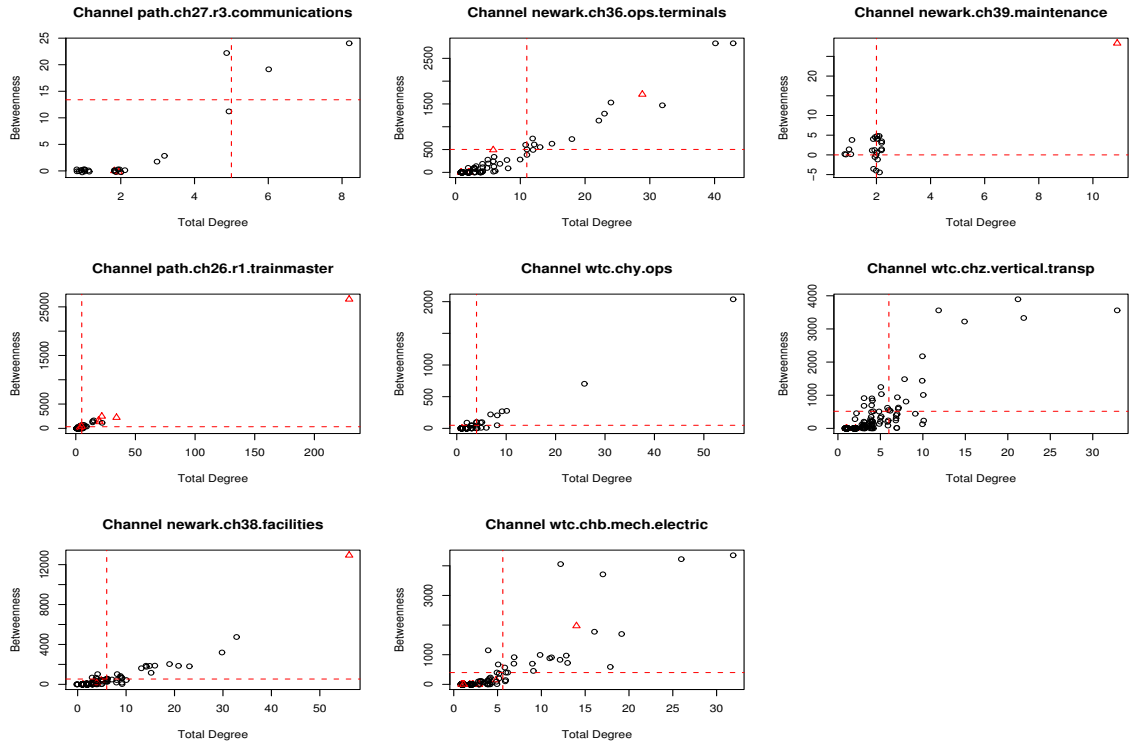 Channel path.ch27.r3.communications
Betweenness
0 5 10 15 20 25
2 4 6 8
Total Degree
Channel newark.ch36.ops.terminals
Betweenness
0 500 1500 2500
0 10 20 30 40
Total Degree
Channel newark.ch39.maintenance
Betweenness
−5 0 5 10 20
0 2 4 6 8 10
Total Degree
Channel path.ch26.r1.trainmaster
Betweenness
0 5000 15000 25000
0 50 100 150 200
Total Degree
Channel wtc.chy.ops
Betweenness
0 500 1000 2000
0 10 20 30 40 50
Total Degree
Channel wtc.chz.vertical.transp
Betweenness
0 1000 2000 3000 4000
0 5 10 15 20 25 30
Total Degree
Channel newark.ch38.facilities
Betweenness
0 4000 8000 12000
0 10 20 30 40 50
Total Degree
Channel wtc.chb.mech.electric
Betweenness
0 1000
0 5 10 15 20 25 30
Total Degree